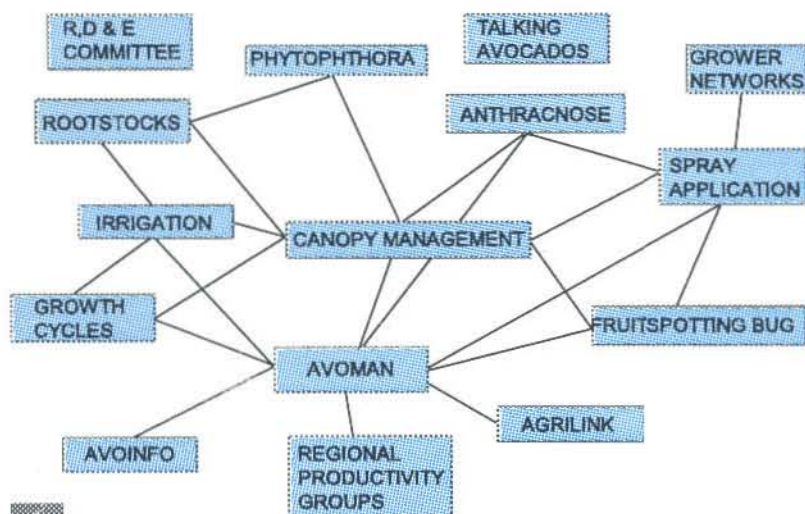 R,D & E
COMMITTEE
PHYTOPHTHORA
TALKING
AVOCADOS
GROWER
NETWORKS
ROOTSTOCKS
ANTHRACNOSE
SPRAY
APPLICATION
IRRIGATION
CANOPY MANAGEMENT
GROWTH
CYCLES
FRUITSPOTTING BUG
AVOMAN
AVOINFO
REGIONAL
PRODUCTIVITY
GROUPS
AGRILINK